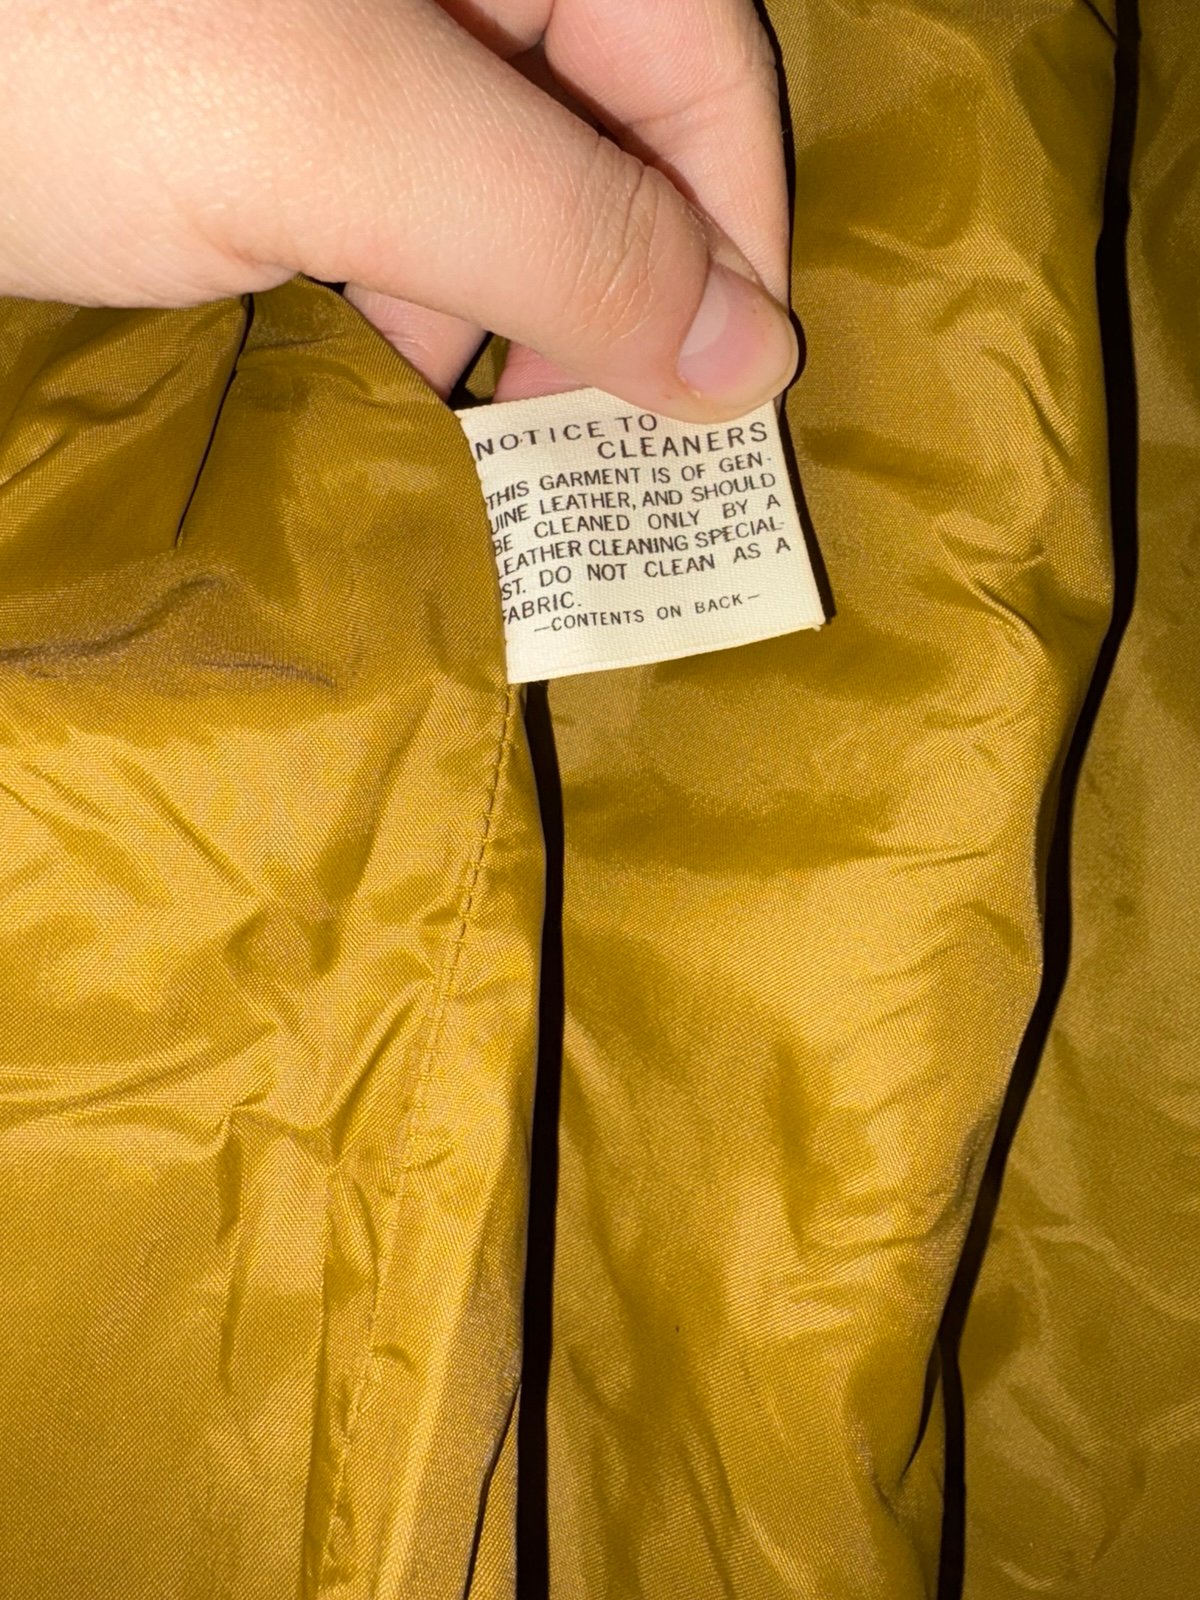 NOTICE TO
CLEANERS
THIS GARMENT IS OF GEN-
UINE LEATHER, AND SHOULD
BE CLEANED ONLY BY A
LEATHER CLEANING SPECIAL-
IST. DO NOT CLEAN AS A
FABRIC.
—CONTENTS ON BACK—